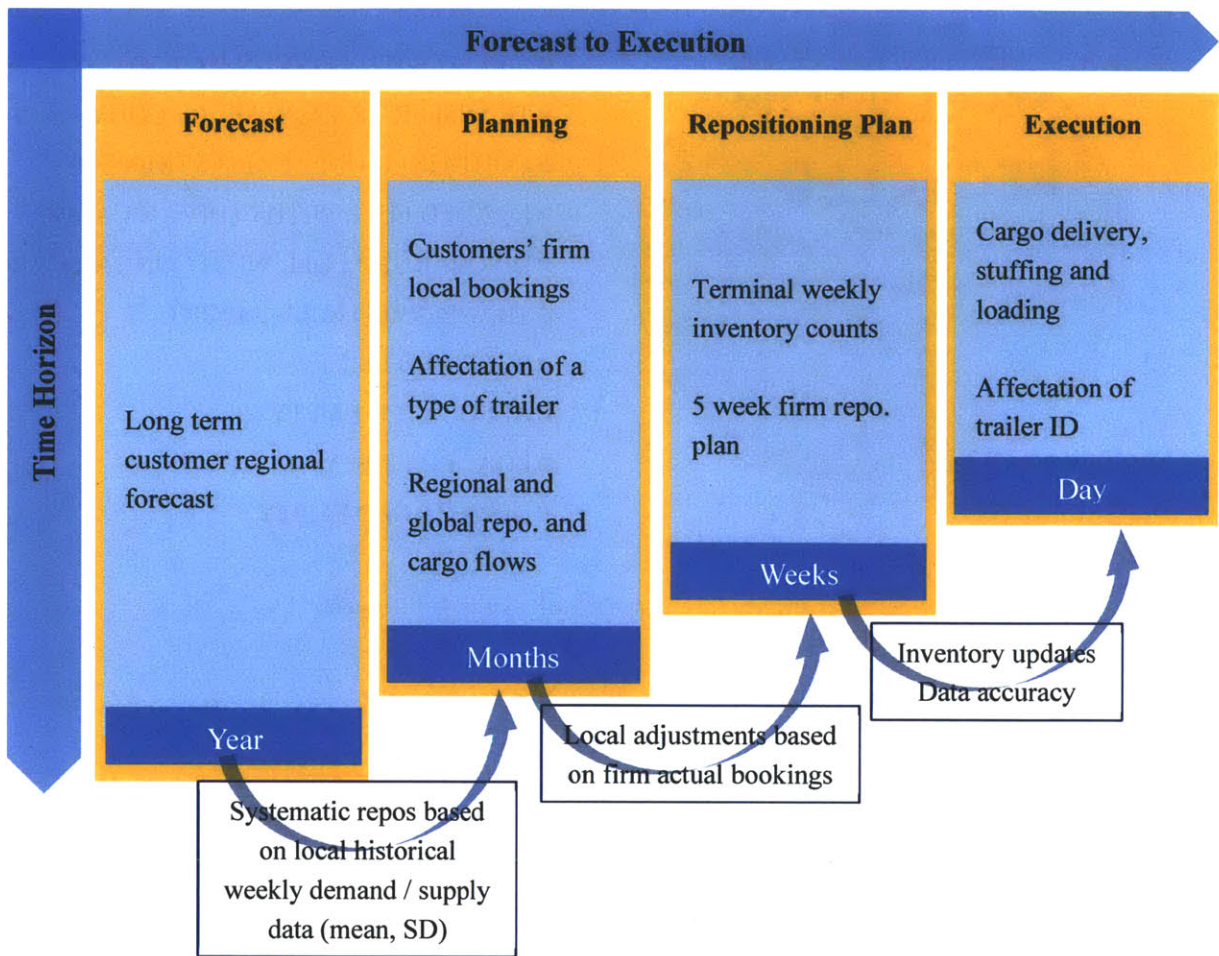 Forecast to Execution
Time Horizon
Forecast
Long term
customer regional
forecast
Year
Planning
Customers' firm
local bookings
Affectation of a
type of trailer
Regional and
global repo. and
cargo flows
Months
Repositioning Plan
Terminal weekly
inventory counts
5 week firm repo.
plan
Weeks
Execution
Cargo delivery,
stuffing and
loading
Affectation of
trailer ID
Day
Systematic repos based
on local historical
weekly demand / supply
data (mean, SD)
Local adjustments based
on firm actual bookings
Inventory updates
Data accuracy